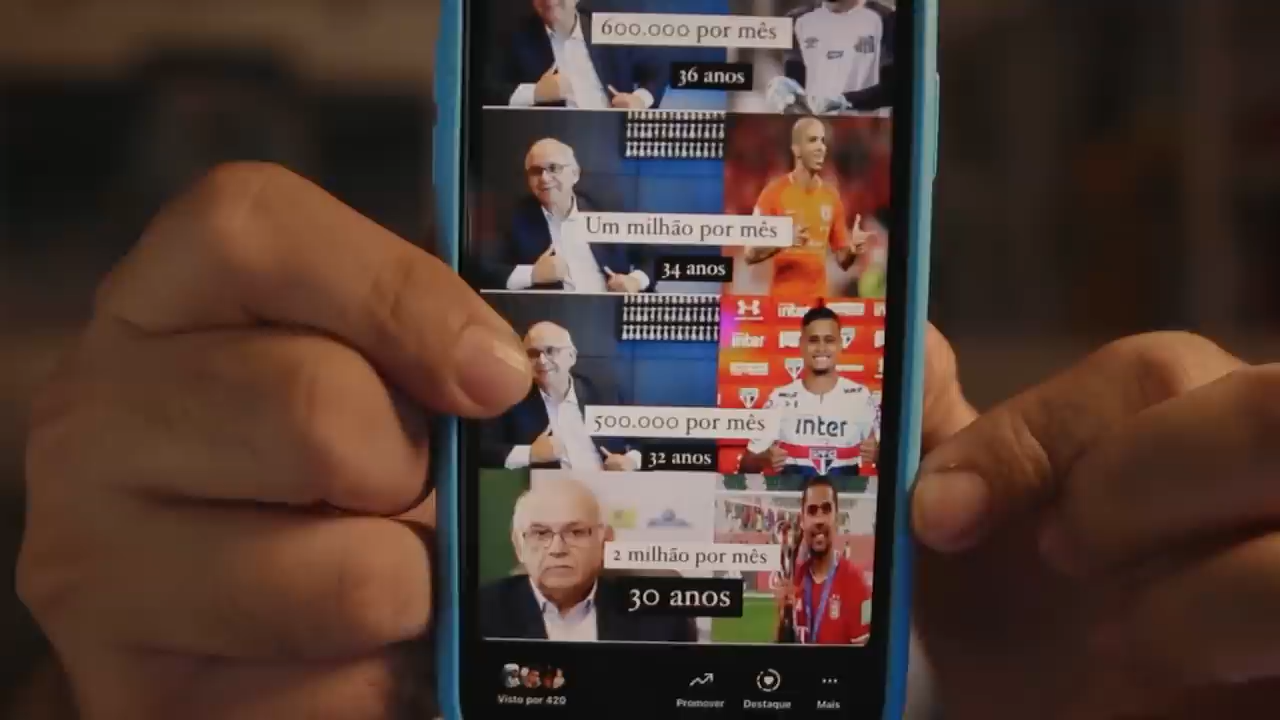 600.000 por mês
36 anos
Um milhão por mês
34 anos
inter
500.000 por mês
inter
32 anos
2 milhão por mês
30 anos
Visto por 420
Promover
Destaque
Mais